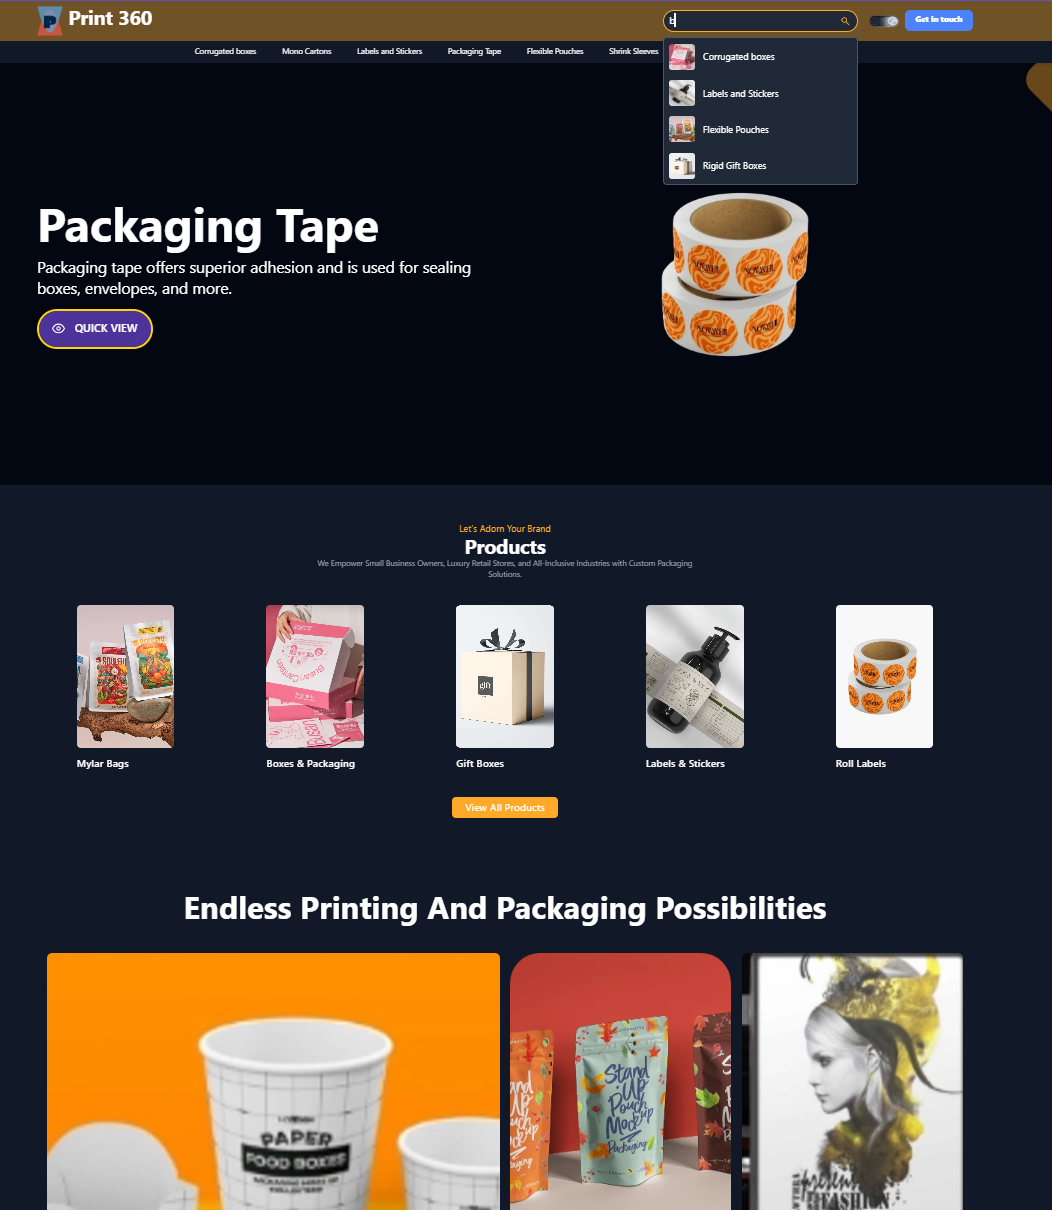 P Print 360
b
Get in touch
Corrugated boxes Mono Cartons Labels and Stickers Packaging Tape Flexible Pouches Shrink Sleeves
Corrugated boxes
Labels and Stickers
Flexible Pouches
Rigid Gift Boxes
Packaging Tape
Packaging tape offers superior adhesion and is used for sealing
boxes, envelopes, and more.
QUICK VIEW
Let's Adorn Your Brand
Products
We Empower Small Business Owners, Luxury Retail Stores, and All-Inclusive Industries with Custom Packaging
Solutions.
Mylar Bags
Boxes & Packaging
Gift Boxes
Labels & Stickers
Roll Labels
View All Products
Endless Printing And Packaging Possibilities
PAPER
FOOD BOXES
Stand
Up
Pouch
Mockup
Packaging
FASHION